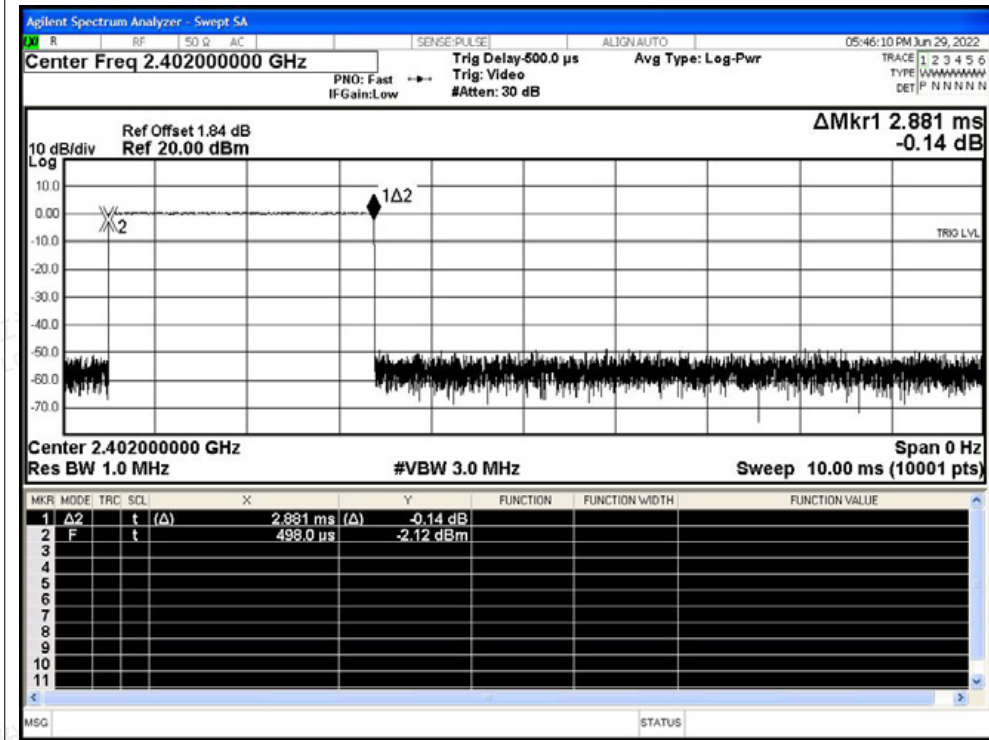 Agilent Spectrum Analyzer - Swept SA
R RF 50 Ω AC SENSE:PULSE ALIGN AUTO 05:46:10 PM Jun 29, 2022
Center Freq 2.402000000 GHz
PNO: Fast
IFGain:Low
Trig Delay-500.0 µs
Trig: Video
#Atten: 30 dB
Avg Type: Log-Pwr
TRACE 1 2 3 4 5 6
TYPE WWWWWWWW
DET P N N N N N
ΔMkr1 2.881 ms
-0.14 dB
Ref Offset 1.84 dB
10 dB/div Ref 20.00 dBm
Log
10.0
1Δ2
0.00
2
TRIG LVL
-10.0
-20.0
-30.0
-40.0
-50.0
-60.0
-70.0
Center 2.402000000 GHz Span 0 Hz
Res BW 1.0 MHz #VBW 3.0 MHz Sweep 10.00 ms (10001 pts)
MKR MODE TRC SCL X Y FUNCTION FUNCTION WIDTH FUNCTION VALUE
1 Δ2 t (Δ) 2.881 ms (Δ) -0.14 dB
2 F t 498.0 µs -2.12 dBm
3
4
5
6
7
8
9
10
11
MSG STATUS